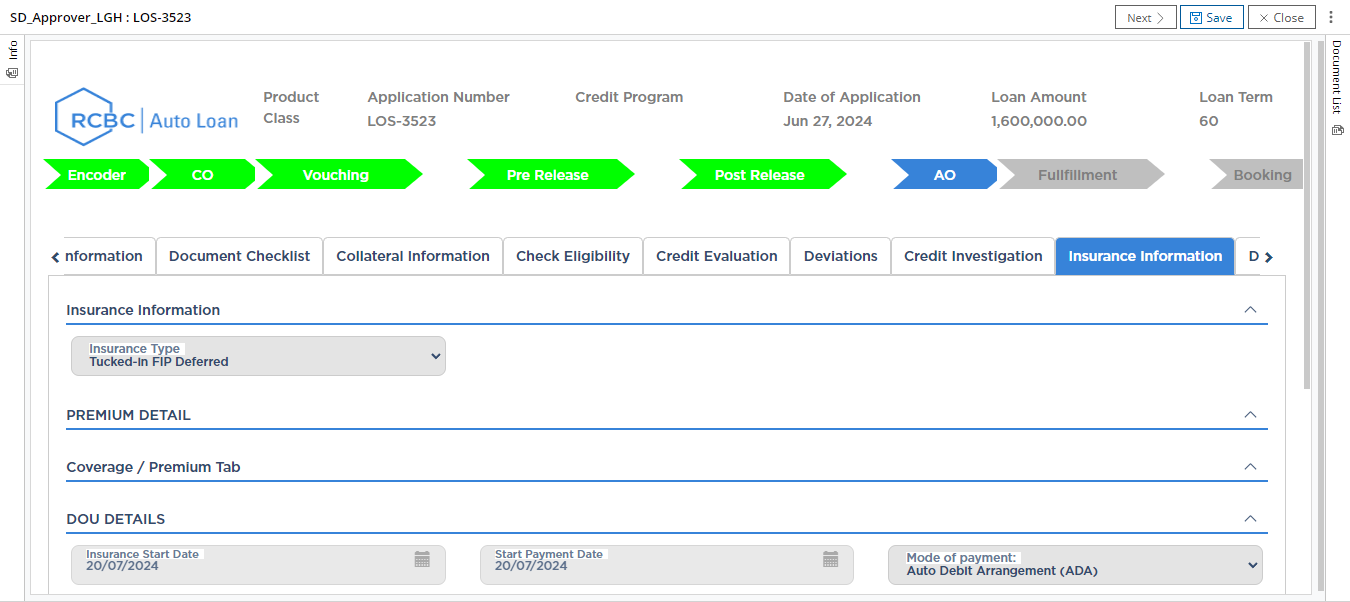 SD_Approver_LGH : LOS-3523
Next
Save
Close
Info
Document List
RCBC Auto Loan
Product Class
Application Number
LOS-3523
Credit Program
Date of Application
Jun 27, 2024
Loan Amount
1,600,000.00
Loan Term
60
Encoder
CO
Vouching
Pre Release
Post Release
AO
Fullfillment
Booking
nformation
Document Checklist
Collateral Information
Check Eligibility
Credit Evaluation
Deviations
Credit Investigation
Insurance Information
D
Insurance Information
Insurance Type
Tucked-In FIP Deferred
PREMIUM DETAIL
Coverage / Premium Tab
DOU DETAILS
Insurance Start Date
20/07/2024
Start Payment Date
20/07/2024
Mode of payment:
Auto Debit Arrangement (ADA)